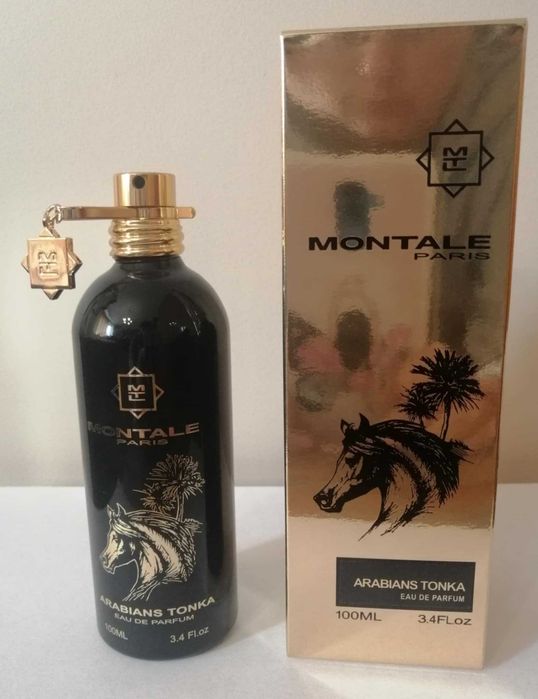 MONTALE
PARIS
ARABIANS TONKA
EAU DE PARFUM
100ML 3.4 Fl.oz
MONTALE
PARIS
ARABIANS TONKA
EAU DE PARFUM
100ML 3.4FLoz